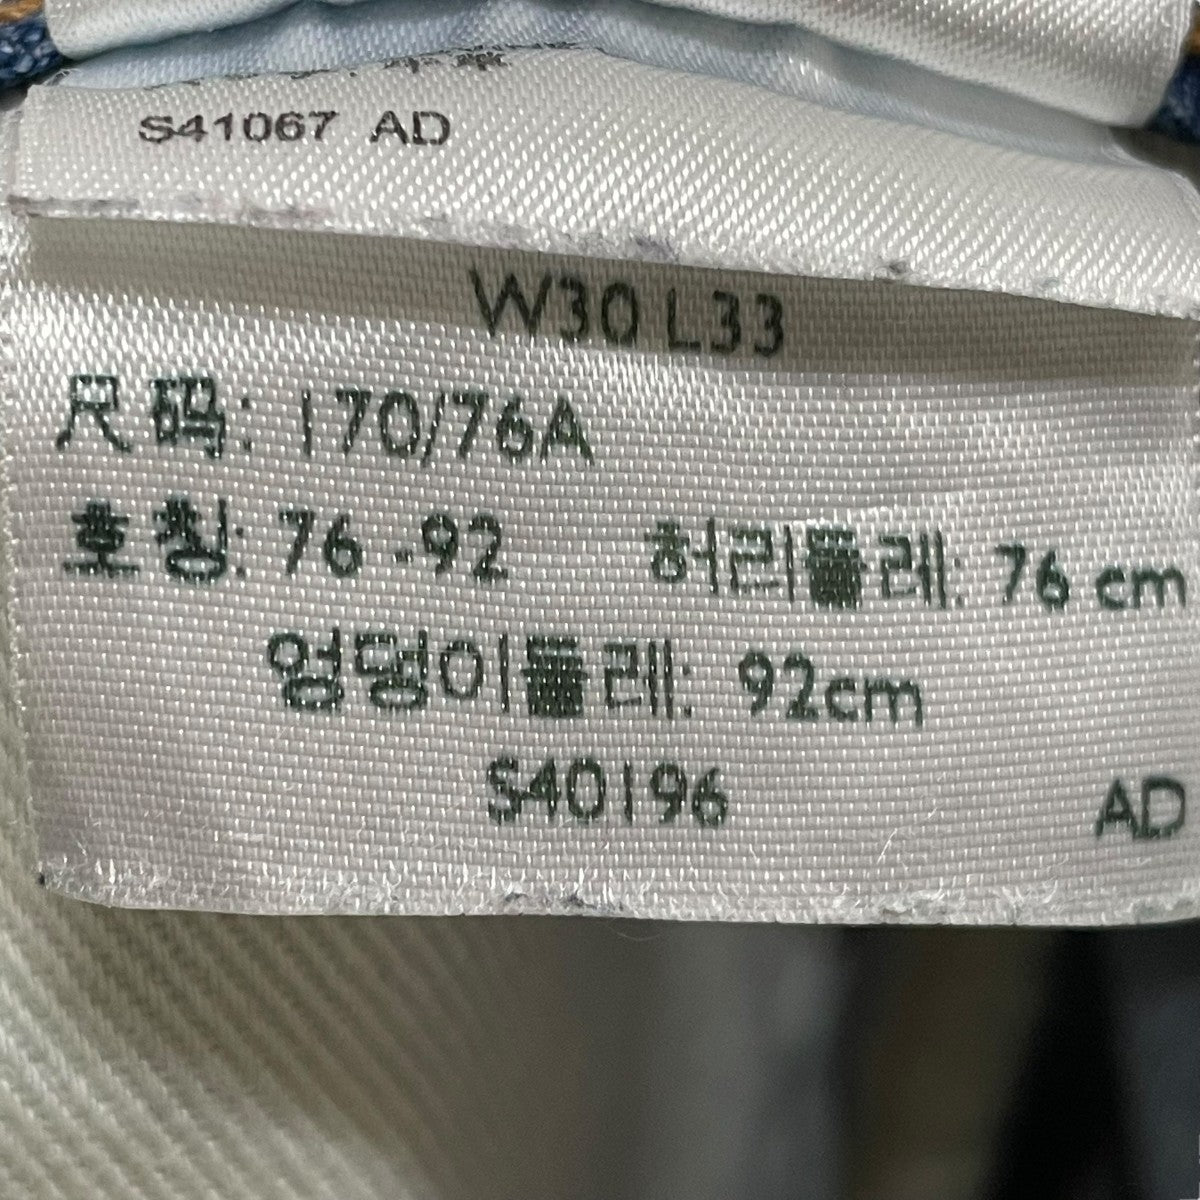 S41067 AD
W30 L33
尺码: 170/76A
호칭: 76-92 허리둘레: 76 cm
엉덩이둘레: 92cm
S40196 AD